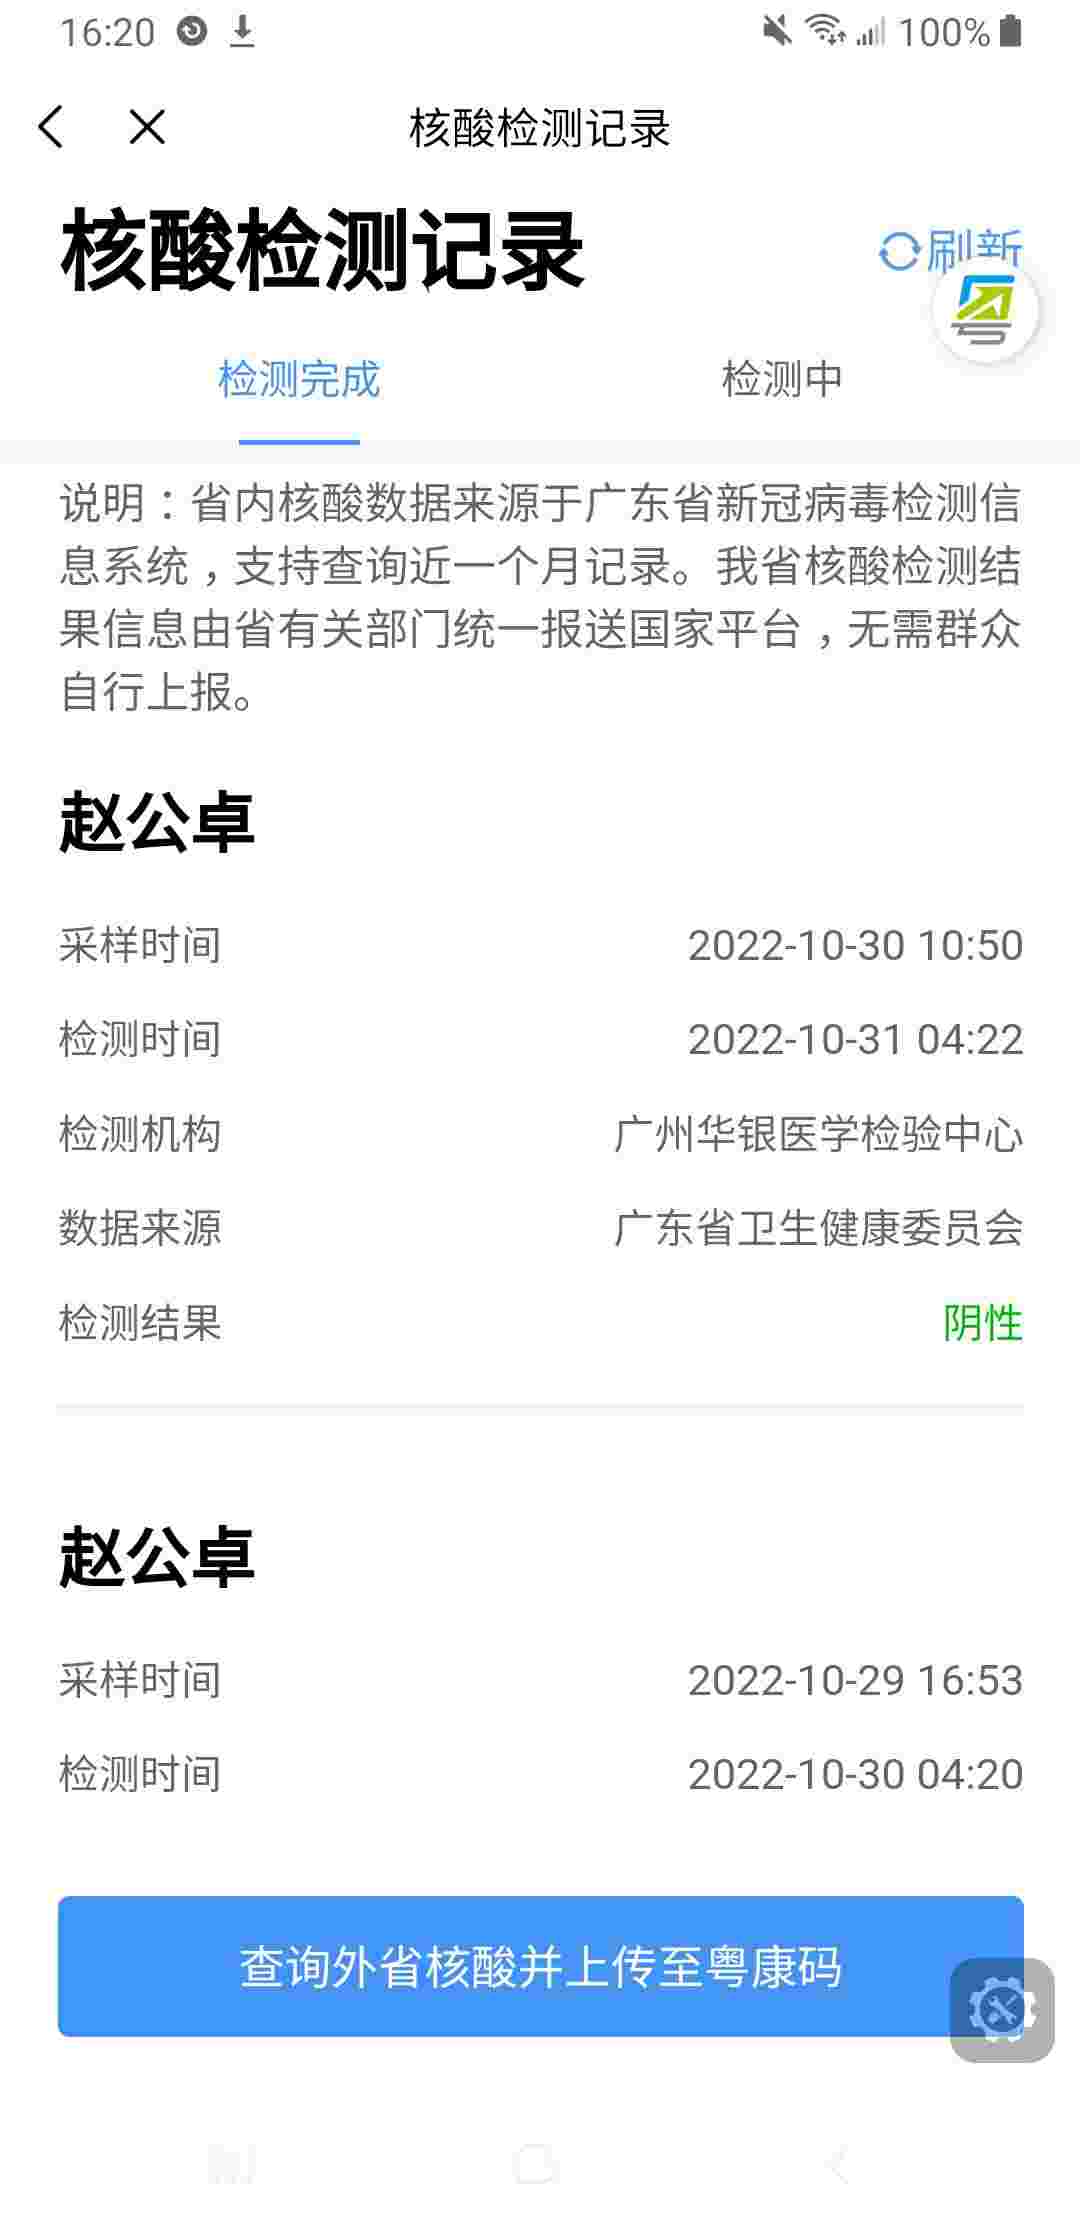 16:20
100%
核酸检测记录
核酸检测记录
刷新
检测完成
检测中
说明：省内核酸数据来源于广东省新冠病毒检测信
息系统，支持查询近一个月记录。我省核酸检测结
果信息由省有关部门统一报送国家平台，无需群众
自行上报。
赵公卓
采样时间 2022-10-30 10:50
检测时间 2022-10-31 04:22
检测机构 广州华银医学检验中心
数据来源 广东省卫生健康委员会
检测结果 阴性
赵公卓
采样时间 2022-10-29 16:53
检测时间 2022-10-30 04:20
查询外省核酸并上传至粤康码